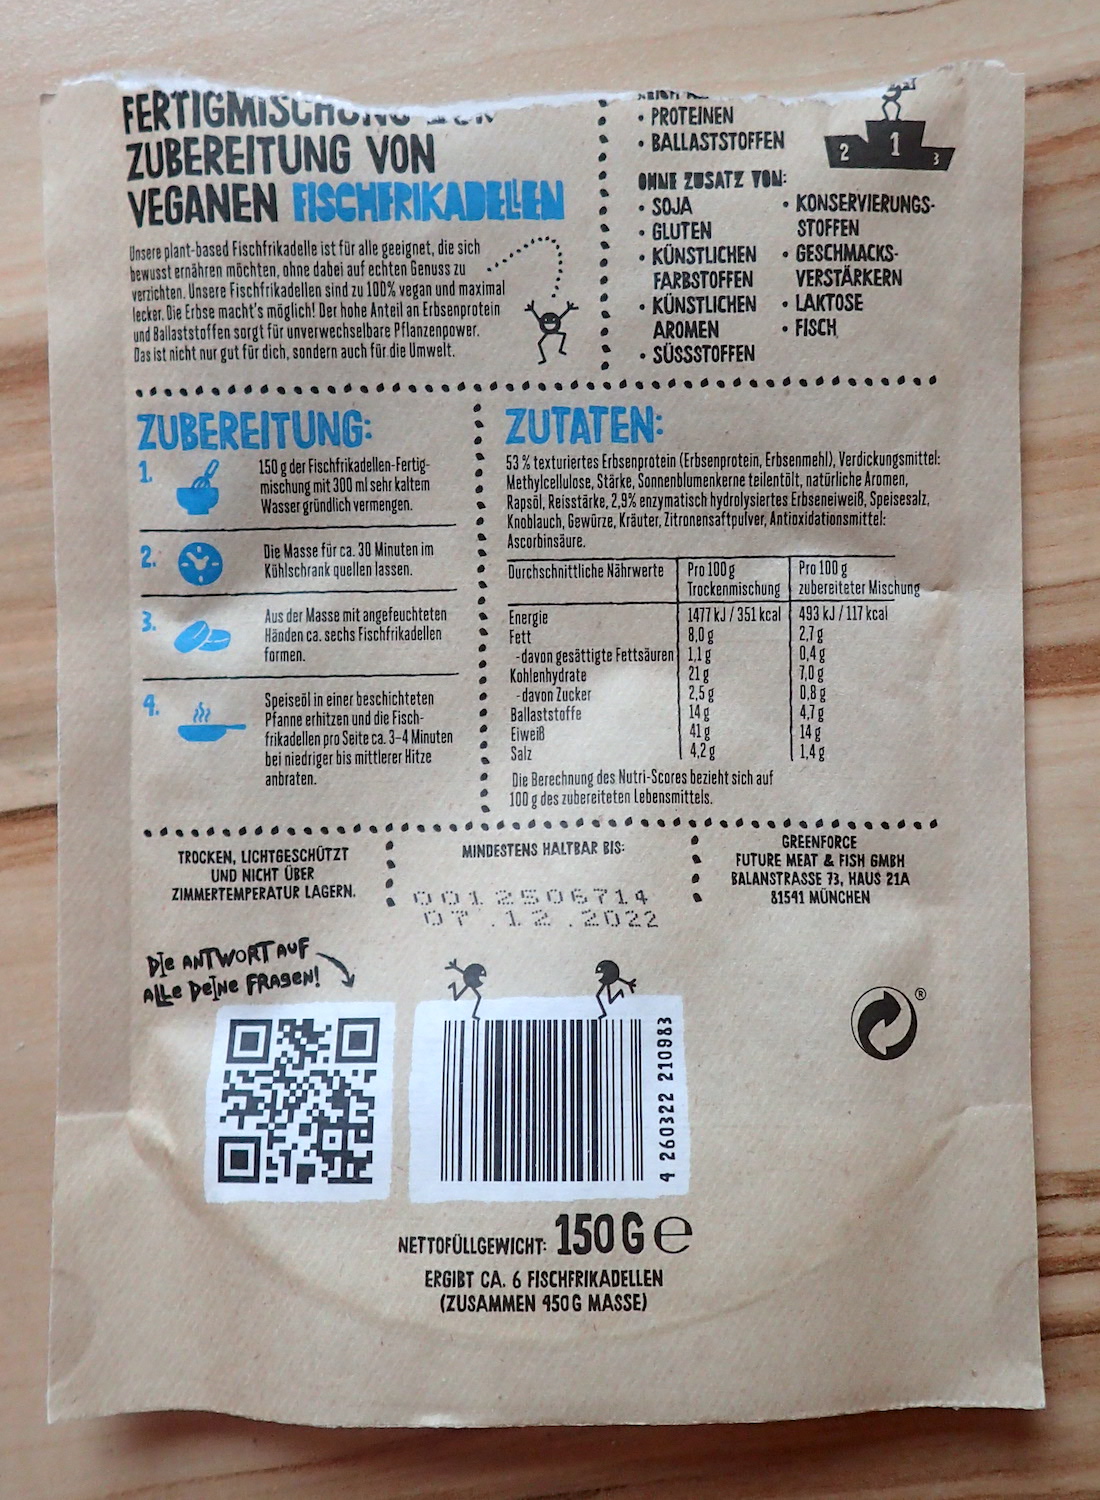 FERTIGMISCHUNG ZUR
ZUBEREITUNG VON
VEGANEN FISCHFRIKADELLEN
Unsere plant-based Fischfrikadelle ist für alle geeignet, die sich
bewusst ernähren möchten, ohne dabei auf echten Genuss zu
verzichten. Unsere Fischfrikadellen sind zu 100% vegan und maximal
lecker. Die Erbse macht's möglich! Der hohe Anteil an Erbsenprotein
und Ballaststoffen sorgt für unverwechselbare Pflanzenpower.
Das ist nicht nur gut für dich, sondern auch für die Umwelt.
• PROTEINEN
• BALLASTSTOFFEN
2 1 3
OHNE ZUSATZ VON:
• SOJA
• GLUTEN
• KÜNSTLICHEN
FARBSTOFFEN
• KÜNSTLICHEN
AROMEN
• SÜSSSTOFFEN
• KONSERVIERUNGS-
STOFFEN
• GESCHMACKS-
VERSTÄRKERN
• LAKTOSE
• FISCH
ZUBEREITUNG:
1. 150 g der Fischfrikadellen-Fertig-
mischung mit 300 ml sehr kaltem
Wasser gründlich vermengen.
2. Die Masse für ca. 30 Minuten im
Kühlschrank quellen lassen.
3. Aus der Masse mit angefeuchteten
Händen ca. sechs Fischfrikadellen
formen.
4. Speiseöl in einer beschichteten
Pfanne erhitzen und die Fisch-
frikadellen pro Seite ca. 3–4 Minuten
bei niedriger bis mittlerer Hitze
anbraten.
ZUTATEN:
53 % texturiertes Erbsenprotein (Erbsenprotein, Erbsenmehl), Verdickungsmittel:
Methylcellulose, Stärke, Sonnenblumenkerne teilentölt, natürliche Aromen,
Rapsöl, Reisstärke, 2,9% enzymatisch hydrolysiertes Erbseneiweiß, Speisesalz,
Knoblauch, Gewürze, Kräuter, Zitronensaftpulver, Antioxidationsmittel:
Ascorbinsäure.
Durchschnittliche Nährwerte Pro 100 g Pro 100 g
Trockenmischung zubereiteter Mischung
Energie 1477 kJ / 351 kcal 493 kJ / 117 kcal
Fett 8,0 g 2,7 g
-davon gesättigte Fettsäuren 1,1 g 0,4 g
Kohlenhydrate 21 g 7,0 g
-davon Zucker 2,5 g 0,8 g
Ballaststoffe 14 g 4,7 g
Eiweiß 41 g 14 g
Salz 4,2 g 1,4 g
Die Berechnung des Nutri-Scores bezieht sich auf
100 g des zubereiteten Lebensmittels.
TROCKEN, LICHTGESCHÜTZT
UND NICHT ÜBER
ZIMMERTEMPERATUR LAGERN.
MINDESTENS HALTBAR BIS:
0012506714
07.12.2022
GREENFORCE
FUTURE MEAT & FISH GMBH
BALANSTRASSE 73, HAUS 21A
81541 MÜNCHEN
DIE ANTWORT AUF
ALLE DEINE FRAGEN!
4 260322 210983
®
NETTOFÜLLGEWICHT: 150 G e
ERGIBT CA. 6 FISCHFRIKADELLEN
(ZUSAMMEN 450 G MASSE)